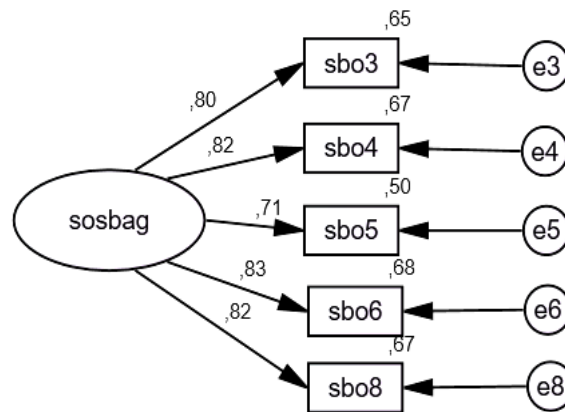 ,65
sbo3
e3
,80
,67
sbo4
e4
,82
,50
sosbag
sbo5
e5
,71
,68
sbo6
e6
,83
,67
sbo8
e8
,82